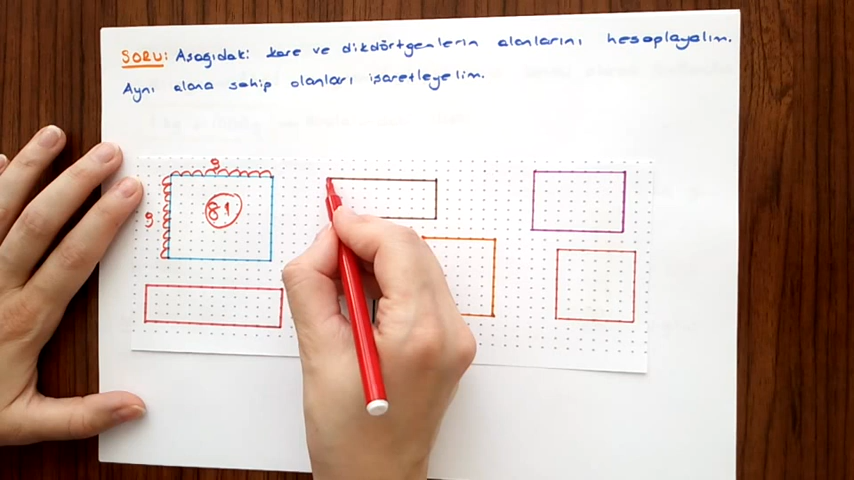 SORU: Aşağıdaki kare ve dikdörtgenlerin alanlarını hesaplayalım.
Aynı alana sahip olanları işaretleyelim.
9
9
81